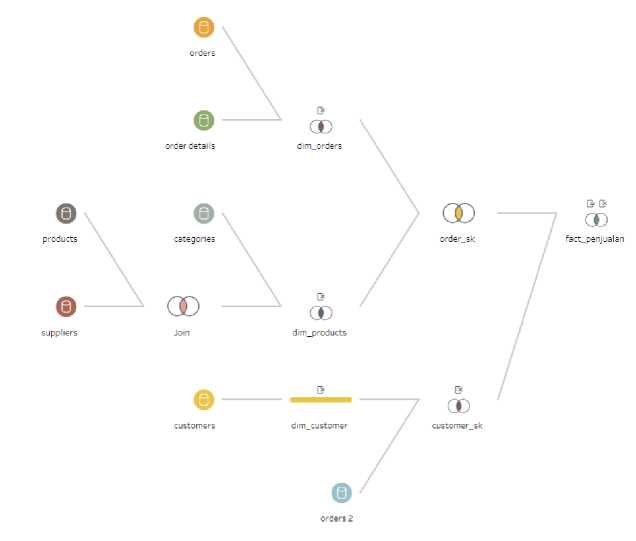 orders
order details
dim_orders
products
categories
order_sk
fact_penjualan
suppliers
Join
dim_products
customers
dim_customer
customer_sk
orders 2